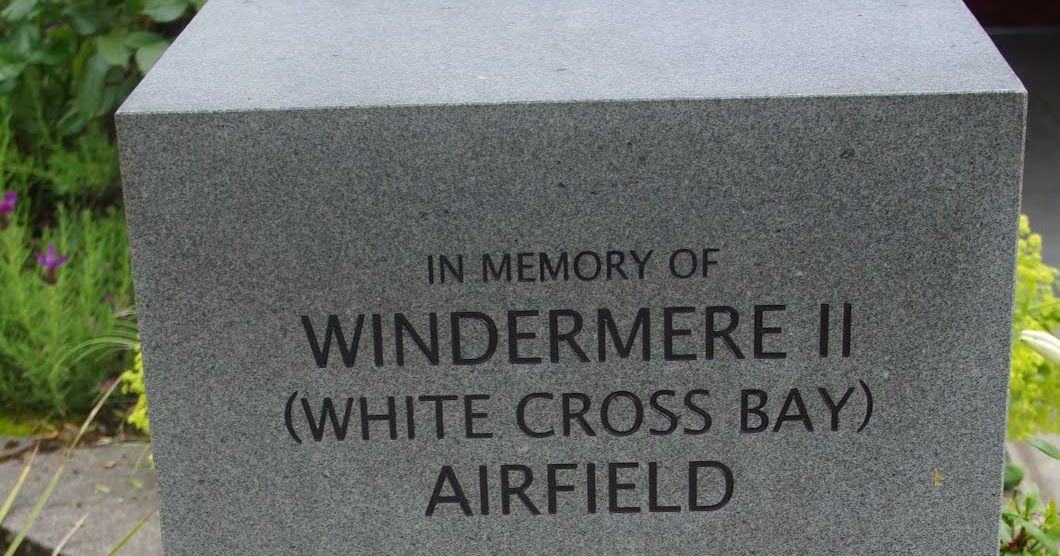 IN MEMORY OF
WINDERMERE II
(WHITE CROSS BAY)
AIRFIELD